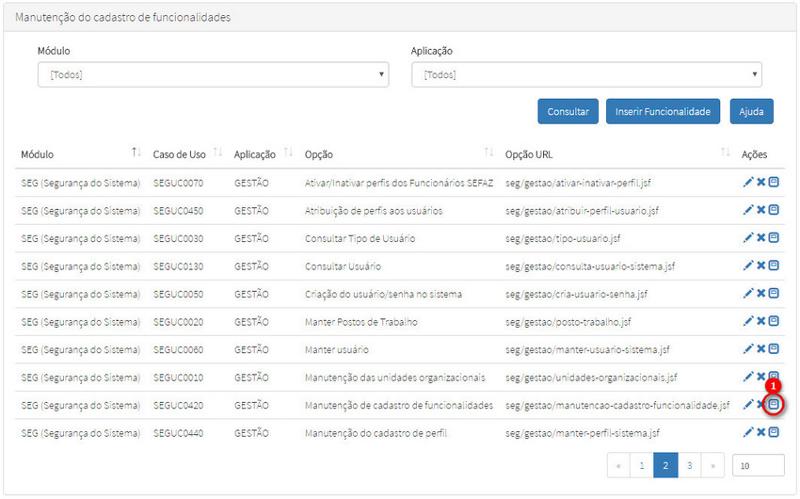 Manutenção do cadastro de funcionalidades
Módulo Aplicação
[Todos] [Todos]
Consultar Inserir Funcionalidade Ajuda
Módulo Caso de Uso Aplicação Opção Opção URL Ações
SEG (Segurança do Sistema) SEGUC0070 GESTÃO Ativar/Inativar perfis dos Funcionários SEFAZ seg/gestao/ativar-inativar-perfil.jsf
SEG (Segurança do Sistema) SEGUC0450 GESTÃO Atribuição de perfis aos usuários seg/gestao/atribuir-perfil-usuario.jsf
SEG (Segurança do Sistema) SEGUC0030 GESTÃO Consultar Tipo de Usuário seg/gestao/tipo-usuario.jsf
SEG (Segurança do Sistema) SEGUC0130 GESTÃO Consultar Usuário seg/gestao/consulta-usuario-sistema.jsf
SEG (Segurança do Sistema) SEGUC0050 GESTÃO Criação do usuário/senha no sistema seg/gestao/cria-usuario-senha.jsf
SEG (Segurança do Sistema) SEGUC0020 GESTÃO Manter Postos de Trabalho seg/gestao/posto-trabalho.jsf
SEG (Segurança do Sistema) SEGUC0060 GESTÃO Manter usuário seg/gestao/manter-usuario-sistema.jsf
SEG (Segurança do Sistema) SEGUC0010 GESTÃO Manutenção das unidades organizacionais seg/gestao/unidades-organizacionais.jsf
1
SEG (Segurança do Sistema) SEGUC0420 GESTÃO Manutenção de cadastro de funcionalidades seg/gestao/manutencao-cadastro-funcionalidade.jsf
SEG (Segurança do Sistema) SEGUC0440 GESTÃO Manutenção do cadastro de perfil seg/gestao/manter-perfil-sistema.jsf
« 1 2 3 » 10